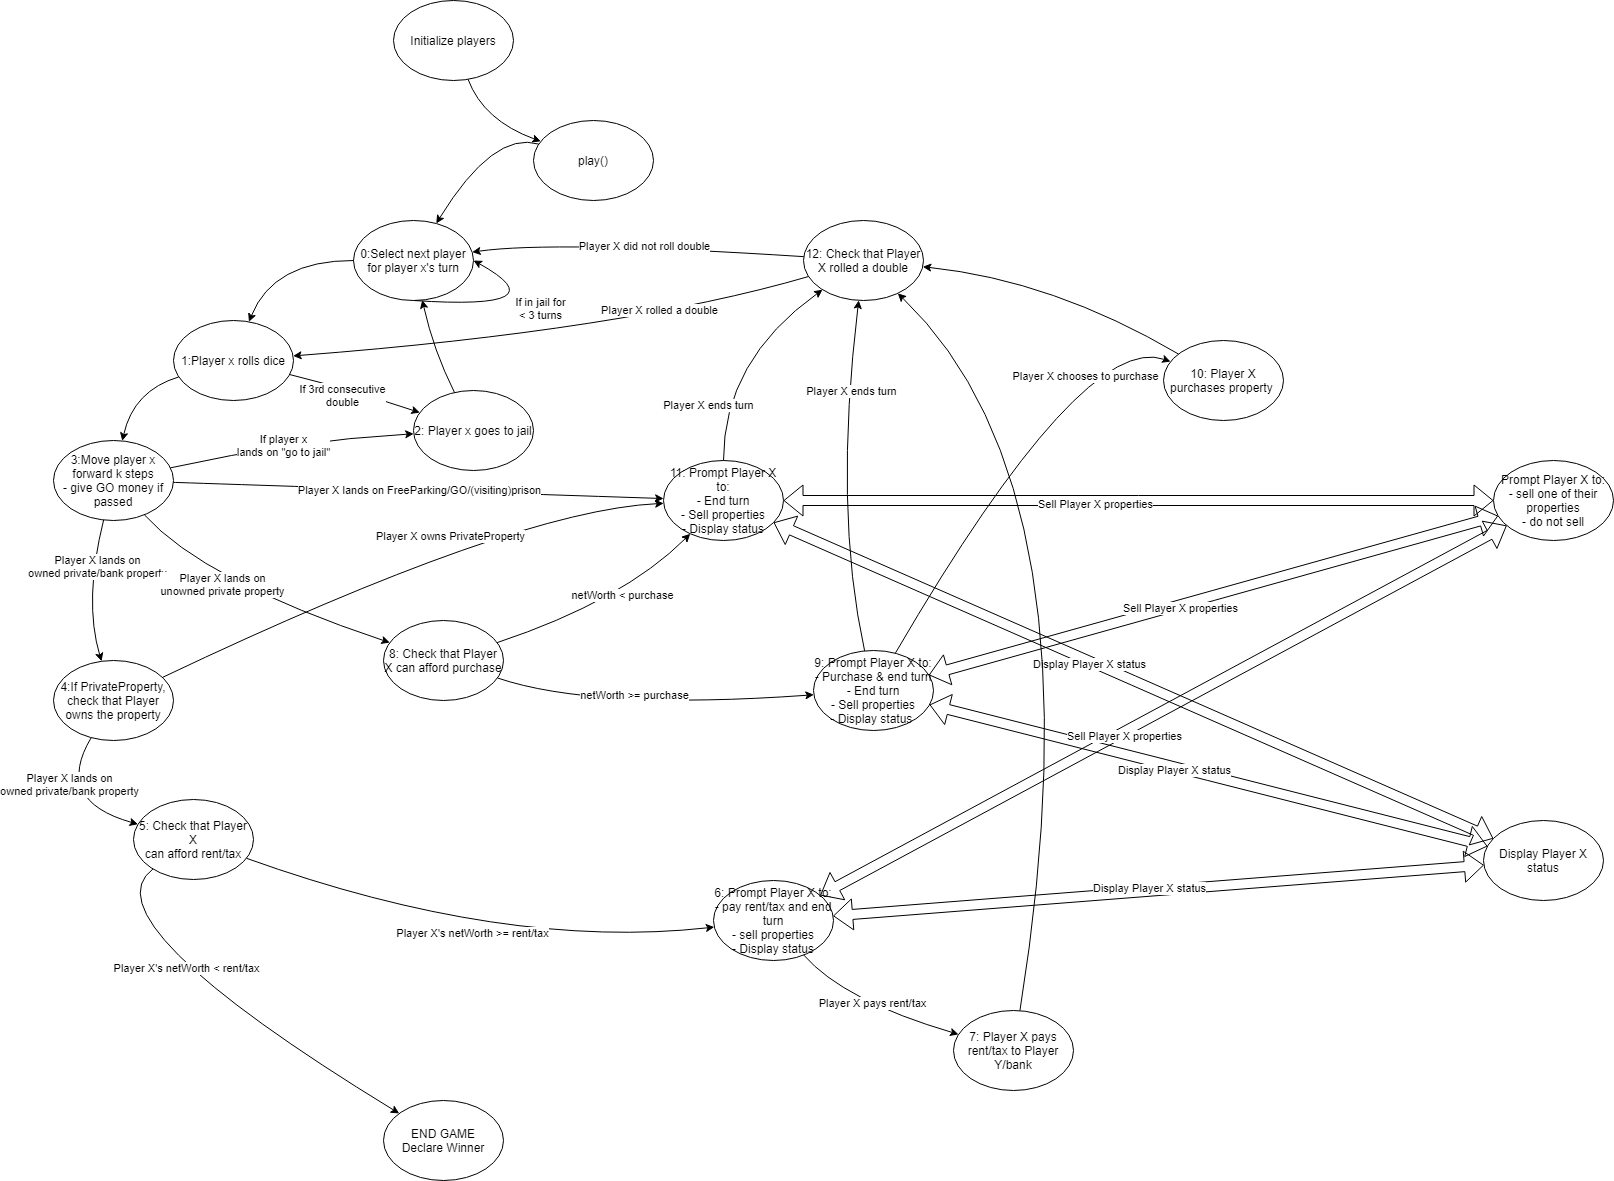 Initialize players
play()
0:Select next player
for player x's turn
Player X did not roll double
12: Check that Player
X rolled a double
If in jail for
< 3 turns
Player X rolled a double
1:Player x rolls dice
If 3rd consecutive
double
Player X chooses to purchase
10: Player X
purchases property
Player X ends turn
Player X ends turn
2: Player x goes to jail
If player x
lands on "go to jail"
3:Move player x
forward k steps
- give GO money if
passed
Player X lands on FreeParking/GO/(visiting)prison
11: Prompt Player X
to:
- End turn
- Sell properties
- Display status
Sell Player X properties
Prompt Player X to:
- sell one of their
properties
- do not sell
Player X owns PrivateProperty
Player X lands on
owned private/bank property
Player X lands on
unowned private property
netWorth < purchase
Sell Player X properties
8: Check that Player
X can afford purchase
9: Prompt Player X to:
- Purchase & end turn
- End turn
- Sell properties
- Display status
Display Player X status
4:If PrivateProperty,
check that Player
owns the property
netWorth >= purchase
Sell Player X properties
Display Player X status
Player X lands on
owned private/bank property
5: Check that Player
X
can afford rent/tax
Display Player X
status
6: Prompt Player X to:
- pay rent/tax and end
turn
- sell properties
- Display status
Display Player X status
Player X's netWorth >= rent/tax
Player X's netWorth < rent/tax
Player X pays rent/tax
7: Player X pays
rent/tax to Player
Y/bank
END GAME
Declare Winner